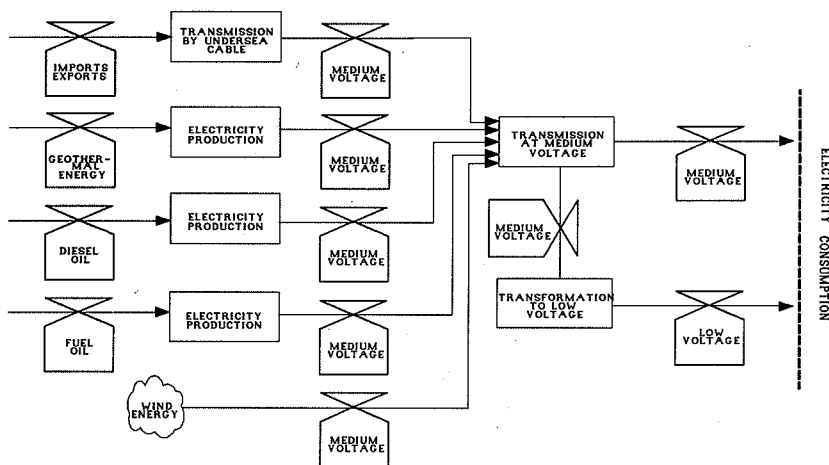 IMPORTS
EXPORTS
TRANSMISSION
BY UNDERSEA
CABLE
MEDIUM
VOLTAGE
GEOTHER-
MAL
ENERGY
ELECTRICITY
PRODUCTION
MEDIUM
VOLTAGE
TRANSMISSION
AT MEDIUM
VOLTAGE
MEDIUM
VOLTAGE
DIESEL
OIL
ELECTRICITY
PRODUCTION
MEDIUM
VOLTAGE
MEDIUM
VOLTAGE
FUEL
OIL
ELECTRICITY
PRODUCTION
MEDIUM
VOLTAGE
TRANSFORMATION
TO LOW
VOLTAGE
LOW
VOLTAGE
WIND
ENERGY
MEDIUM
VOLTAGE
ELECTRICITY CONSUMPTION